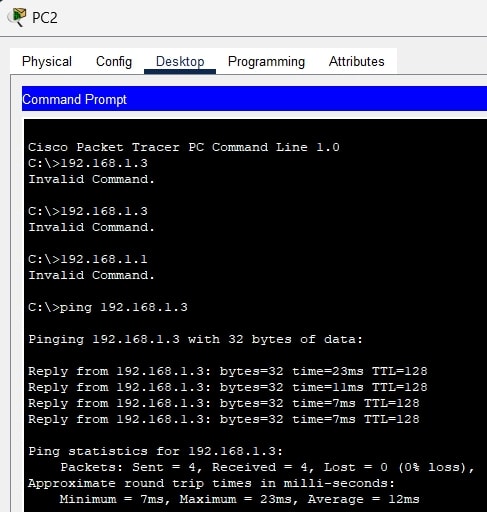 PC2
Physical Config Desktop Programming Attributes
Command Prompt
Cisco Packet Tracer PC Command Line 1.0
C:\>192.168.1.3
Invalid Command.
C:\>192.168.1.3
Invalid Command.
C:\>192.168.1.1
Invalid Command.
C:\>ping 192.168.1.3
Pinging 192.168.1.3 with 32 bytes of data:
Reply from 192.168.1.3: bytes=32 time=23ms TTL=128
Reply from 192.168.1.3: bytes=32 time=11ms TTL=128
Reply from 192.168.1.3: bytes=32 time=7ms TTL=128
Reply from 192.168.1.3: bytes=32 time=7ms TTL=128
Ping statistics for 192.168.1.3:
    Packets: Sent = 4, Received = 4, Lost = 0 (0% loss),
Approximate round trip times in milli-seconds:
    Minimum = 7ms, Maximum = 23ms, Average = 12ms